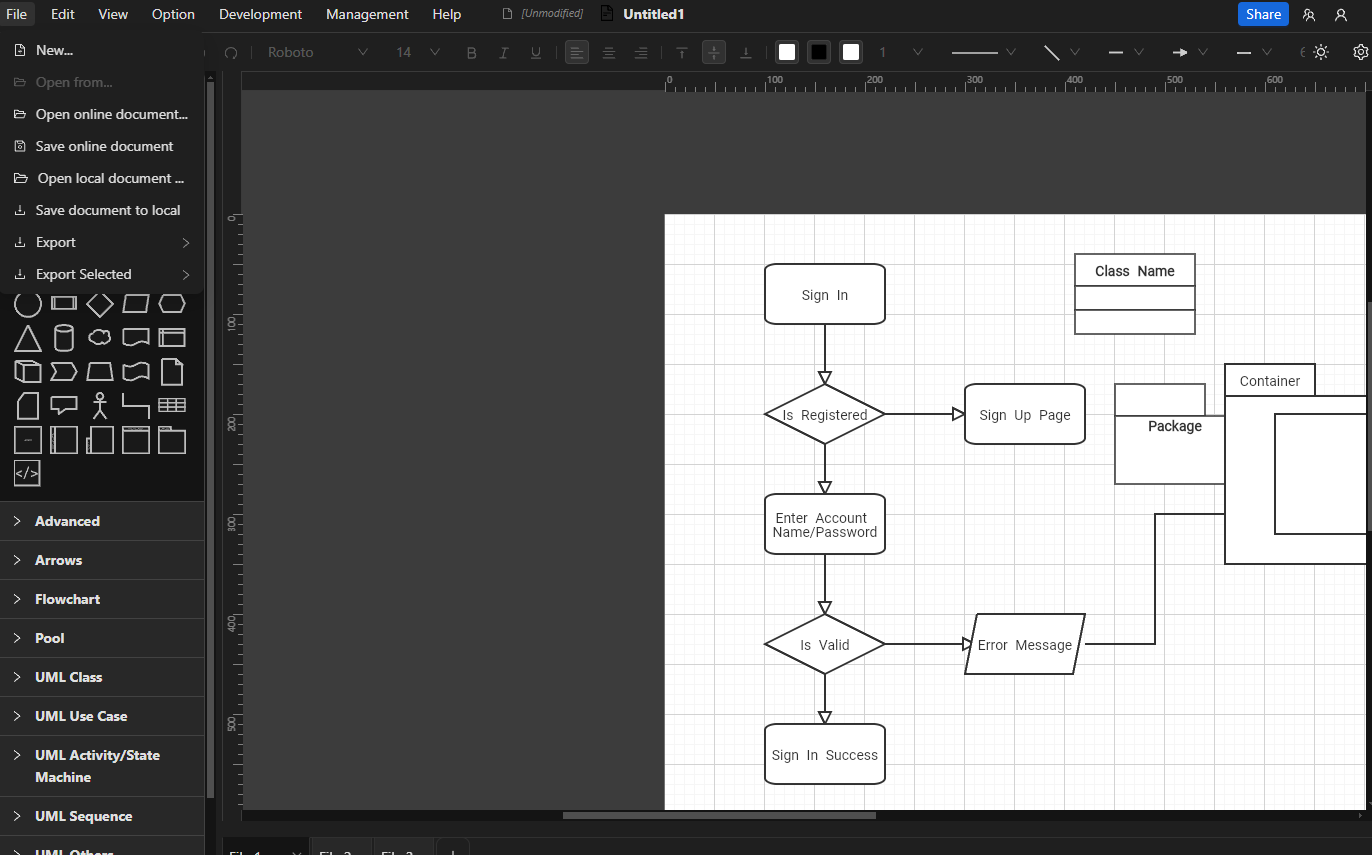 File Edit View Option Development Management Help [Unmodified] Untitled1 Share
New...
Open from...
Open online document...
Save online document
Open local document ...
Save document to local
Export
Export Selected
Roboto 14 B I U 1
0 100 200 300 400 500 600
0
100
200
300
400
500
</>
Advanced
Arrows
Flowchart
Pool
UML Class
UML Use Case
UML Activity/State
Machine
UML Sequence
UML Others
Sign In
Class Name
Is Registered
Sign Up Page
Container
Package
Enter Account
Name/Password
Is Valid
Error Message
Sign In Success